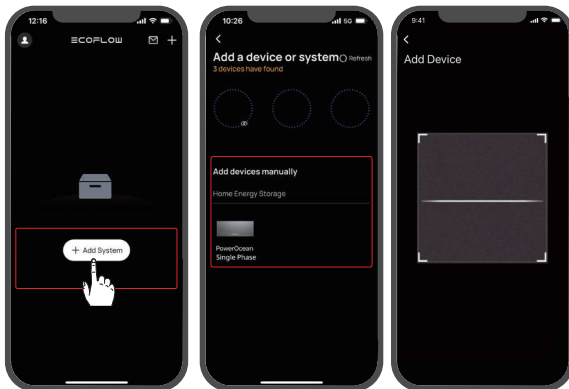 12:16
ECOFLOW
+ Add System
10:26
5G
Add a device or system
Refresh
3 devices have found
Add devices manually
Home Energy Storage
PowerOcean
Single Phase
9:41
Add Device